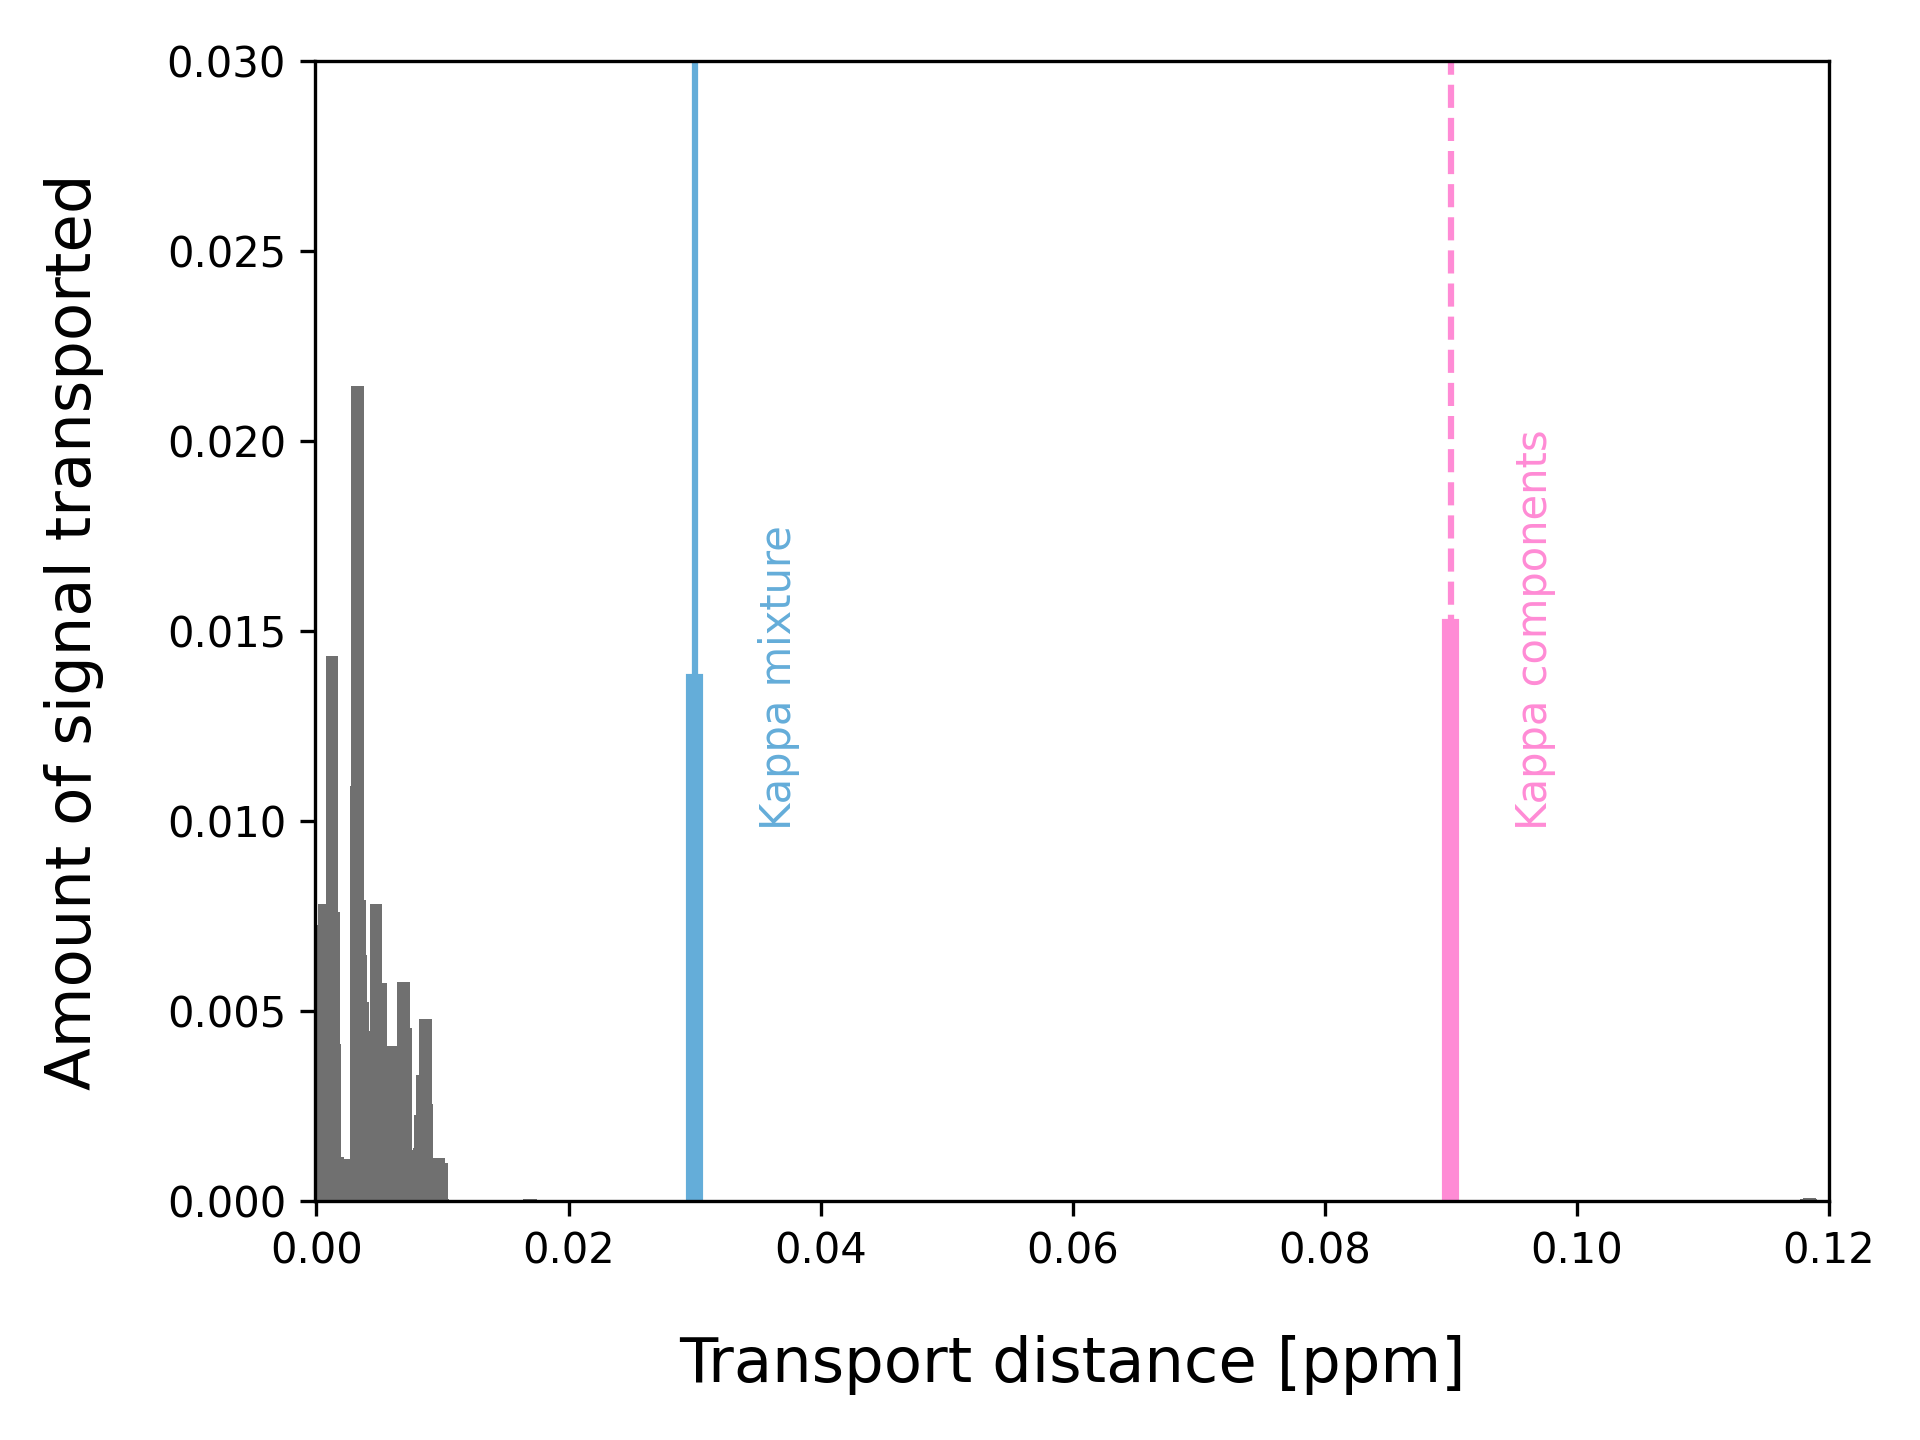 0.030
0.025
0.020
0.015
0.010
0.005
0.000
Amount of signal transported
Kappa mixture
Kappa components
0.00 0.02 0.04 0.06 0.08 0.10 0.12
Transport distance [ppm]